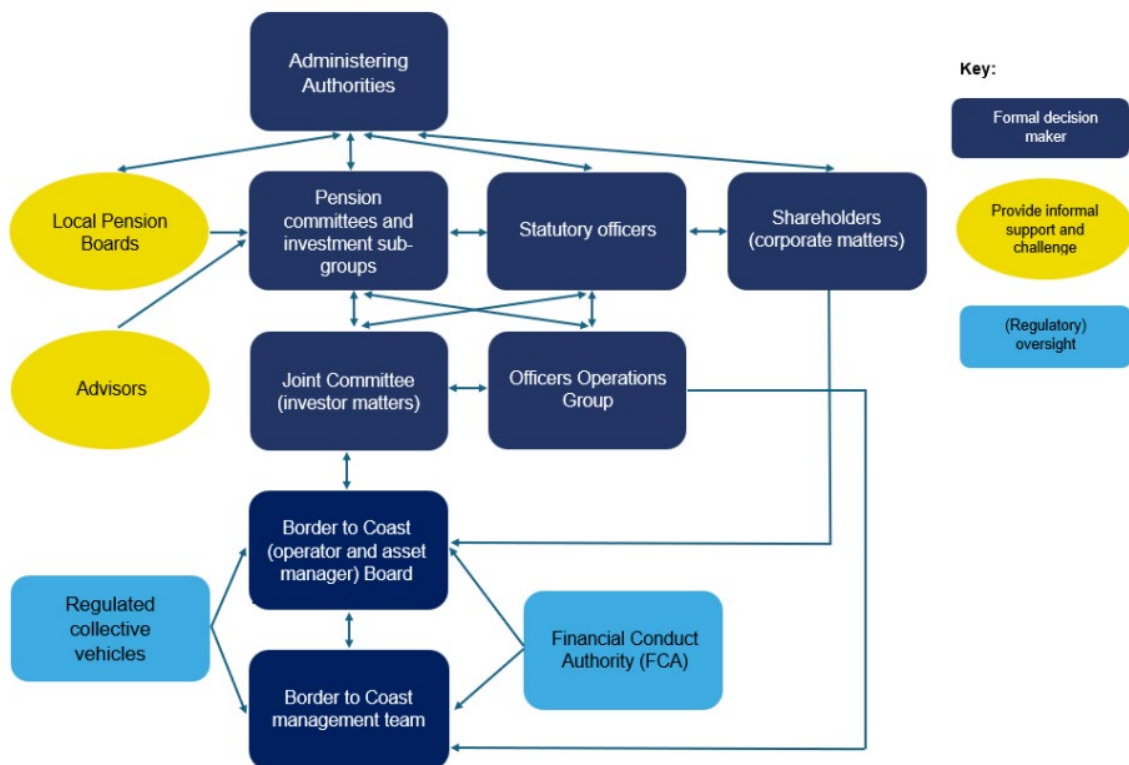 Administering
Authorities
Key:
Formal decision
maker
Local Pension
Boards
Pension
committees and
investment sub-
groups
Statutory officers
Shareholders
(corporate matters)
Provide informal
support and
challenge
Advisors
Joint Committee
(investor matters)
Officers Operations
Group
(Regulatory)
oversight
Border to Coast
(operator and asset
manager) Board
Regulated
collective
vehicles
Financial Conduct
Authority (FCA)
Border to Coast
management team